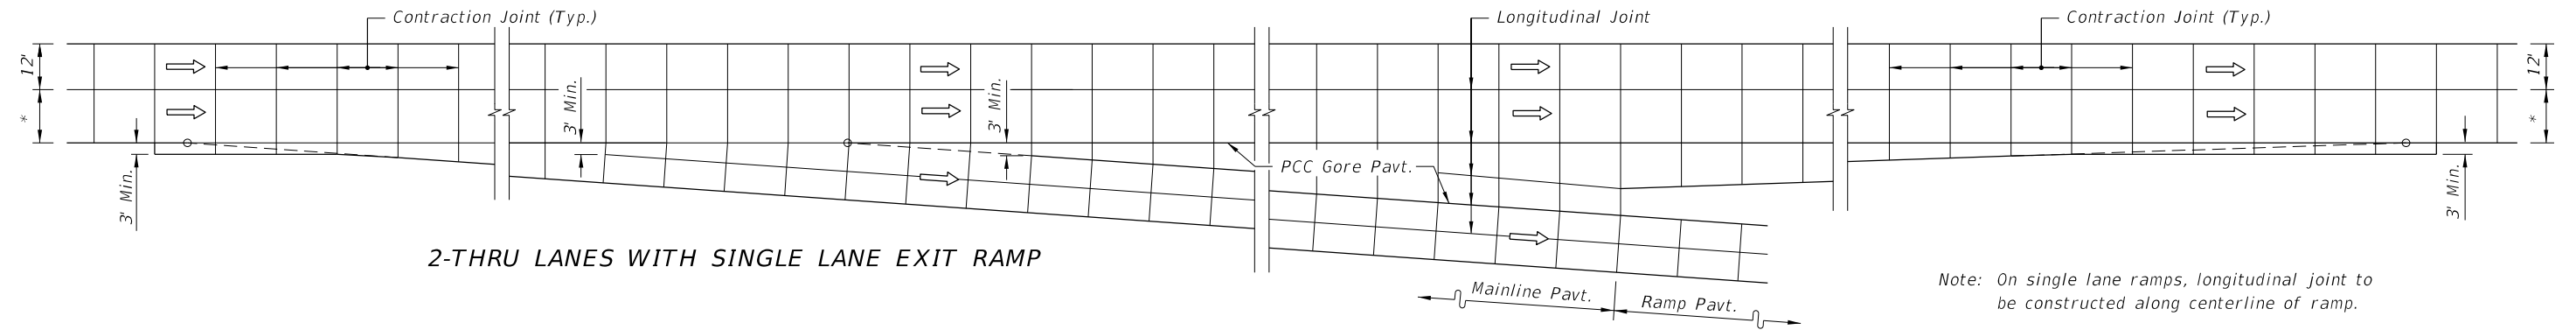 Contraction Joint (Typ.)
Longitudinal Joint
Contraction Joint (Typ.)
12'
*
3' Min.
3' Min.
3' Min.
12'
*
3' Min.
PCC Gore Pavt.
2-THRU LANES WITH SINGLE LANE EXIT RAMP
Mainline Pavt.
Ramp Pavt.
Note: On single lane ramps, longitudinal joint to
be constructed along centerline of ramp.